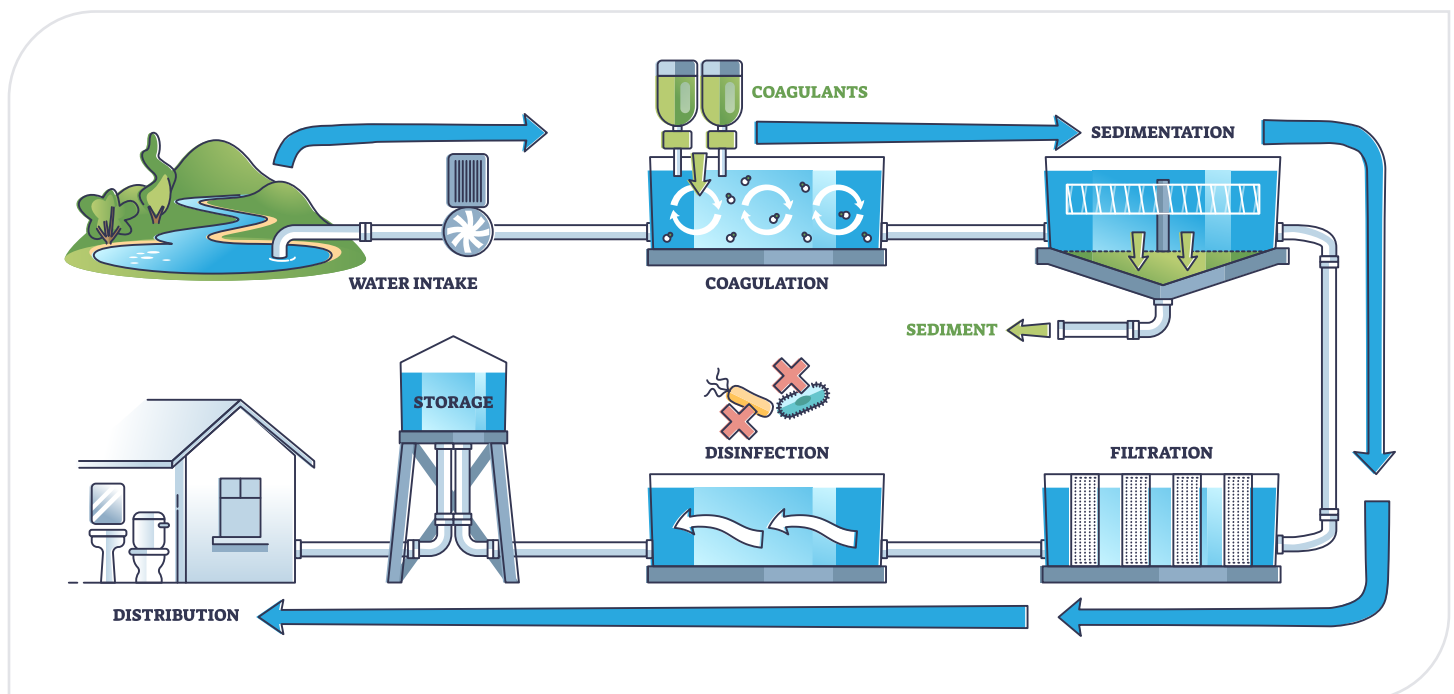 COAGULANTS
SEDIMENTATION
WATER INTAKE
COAGULATION
SEDIMENT
STORAGE
DISINFECTION
FILTRATION
DISTRIBUTION